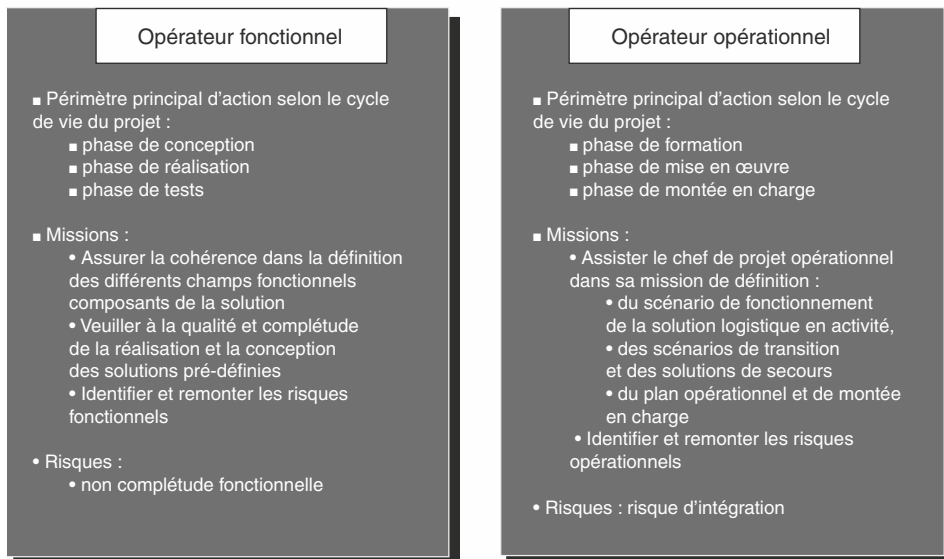 Opérateur fonctionnel
■ Périmètre principal d'action selon le cycle
de vie du projet :
■ phase de conception
■ phase de réalisation
■ phase de tests
■ Missions :
• Assurer la cohérence dans la définition
des différents champs fonctionnels
composants de la solution
• Veuiller à la qualité et complétude
de la réalisation et la conception
des solutions pré-définies
• Identifier et remonter les risques
fonctionnels
• Risques :
• non complétude fonctionnelle
Opérateur opérationnel
■ Périmètre principal d'action selon le cycle
de vie du projet :
■ phase de formation
■ phase de mise en œuvre
■ phase de montée en charge
■ Missions :
• Assister le chef de projet opérationnel
dans sa mission de définition :
• du scénario de fonctionnement
de la solution logistique en activité,
• des scénarios de transition
et des solutions de secours
• du plan opérationnel et de montée
en charge
• Identifier et remonter les risques
opérationnels
• Risques : risque d'intégration